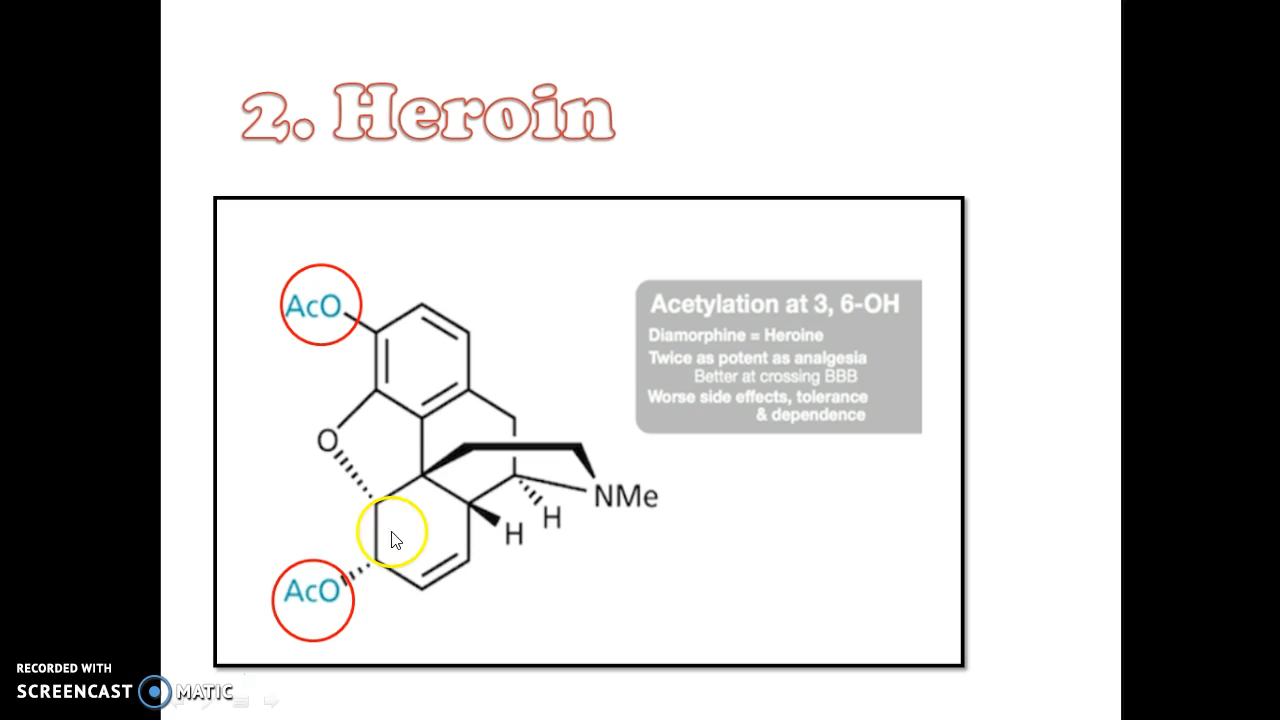 2. Heroin
AcO
O
AcO
H
H
NMe
Acetylation at 3, 6-OH
Diamorphine = Heroine
Twice as potent as analgesia
Better at crossing BBB
Worse side effects, tolerance
& dependence
RECORDED WITH
SCREENCAST MATIC